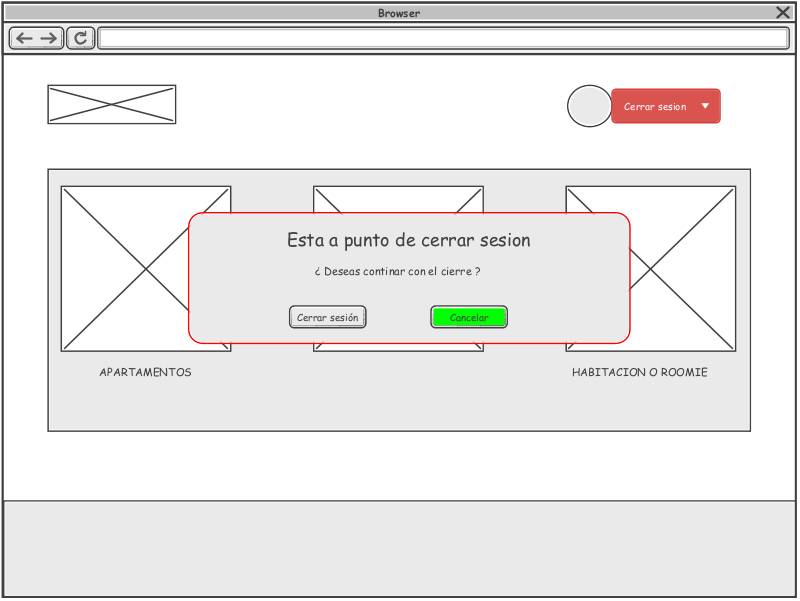 Browser
Cerrar sesion
Esta a punto de cerrar sesion
¿ Deseas continar con el cierre ?
Cerrar sesión
Cancelar
APARTAMENTOS
HABITACION O ROOMIE